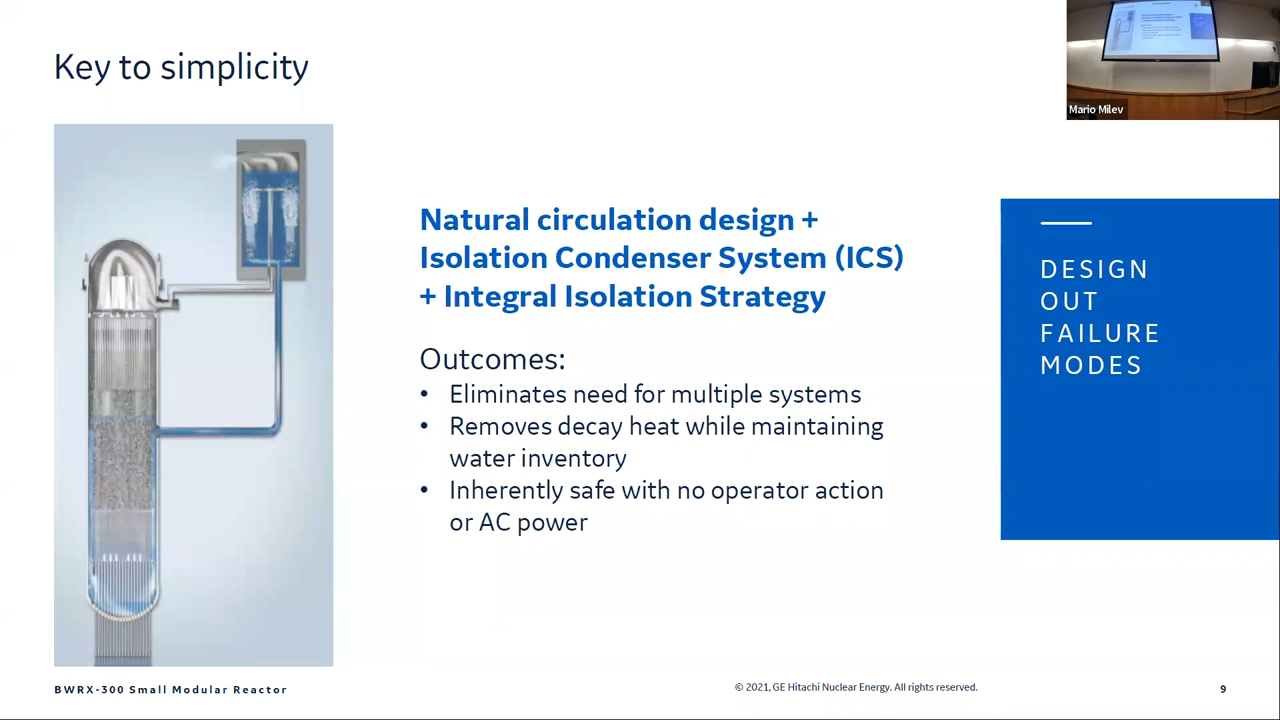 Key to simplicity
Mario Milev
Natural circulation design +
Isolation Condenser System (ICS)
+ Integral Isolation Strategy
Outcomes:
• Eliminates need for multiple systems
• Removes decay heat while maintaining
water inventory
• Inherently safe with no operator action
or AC power
DESIGN
OUT
FAILURE
MODES
BWRX-300 Small Modular Reactor
© 2021, GE Hitachi Nuclear Energy. All rights reserved.
9